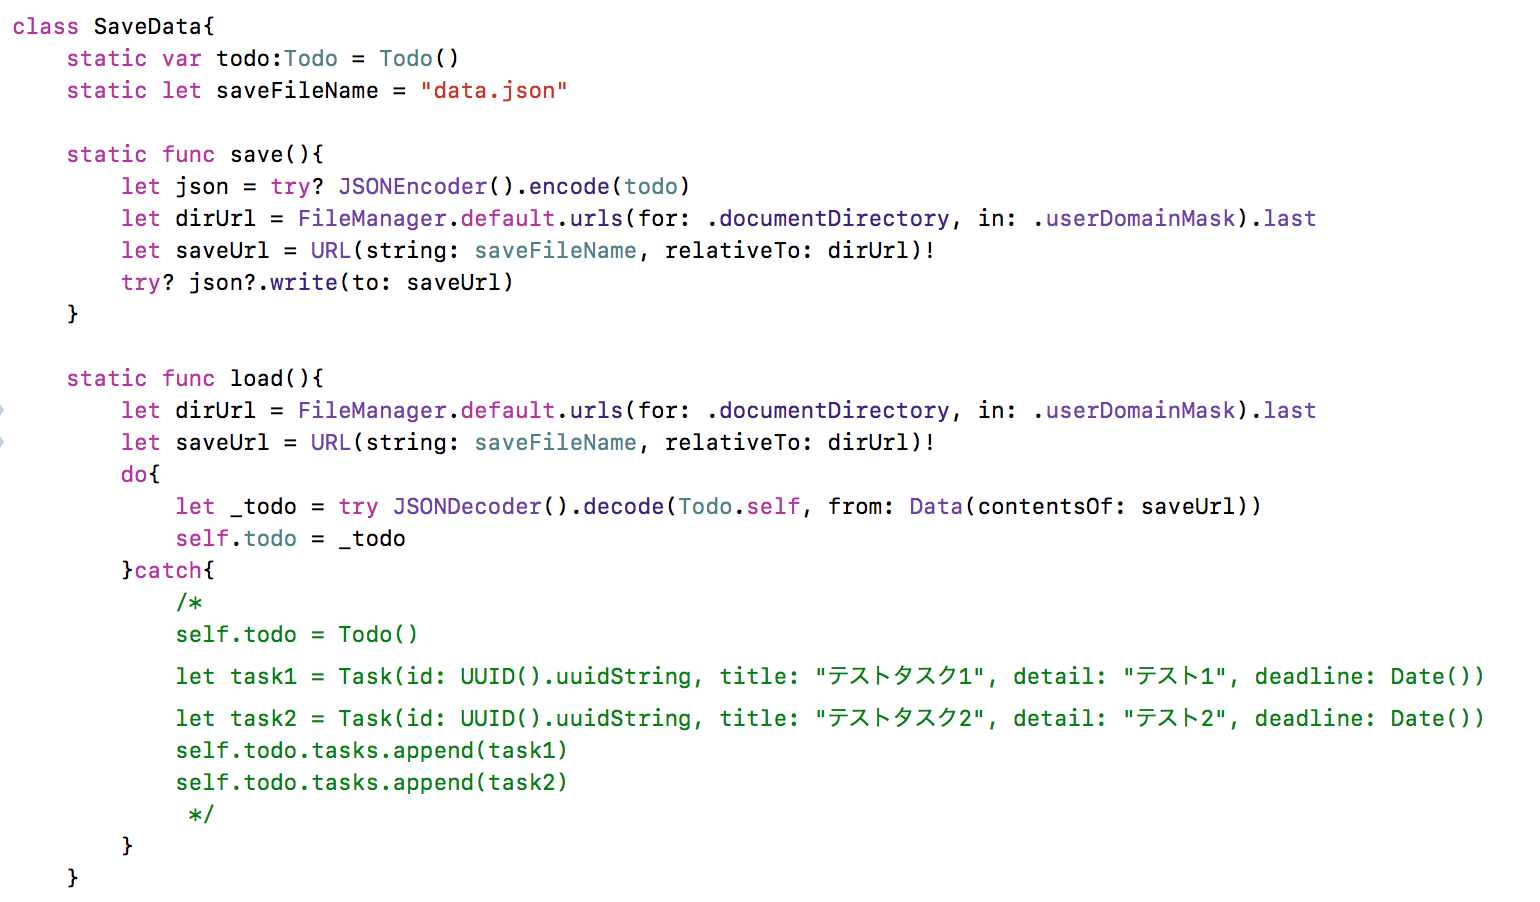 class SaveData{
    static var todo:Todo = Todo()
    static let saveFileName = "data.json"

    static func save(){
        let json = try? JSONEncoder().encode(todo)
        let dirUrl = FileManager.default.urls(for: .documentDirectory, in: .userDomainMask).last
        let saveUrl = URL(string: saveFileName, relativeTo: dirUrl)!
        try? json?.write(to: saveUrl)
    }

    static func load(){
        let dirUrl = FileManager.default.urls(for: .documentDirectory, in: .userDomainMask).last
        let saveUrl = URL(string: saveFileName, relativeTo: dirUrl)!
        do{
            let _todo = try JSONDecoder().decode(Todo.self, from: Data(contentsOf: saveUrl))
            self.todo = _todo
        }catch{
            /*
            self.todo = Todo()
            let task1 = Task(id: UUID().uuidString, title: "テストタスク1", detail: "テスト1", deadline: Date())
            let task2 = Task(id: UUID().uuidString, title: "テストタスク2", detail: "テスト2", deadline: Date())
            self.todo.tasks.append(task1)
            self.todo.tasks.append(task2)
             */
        }
    }